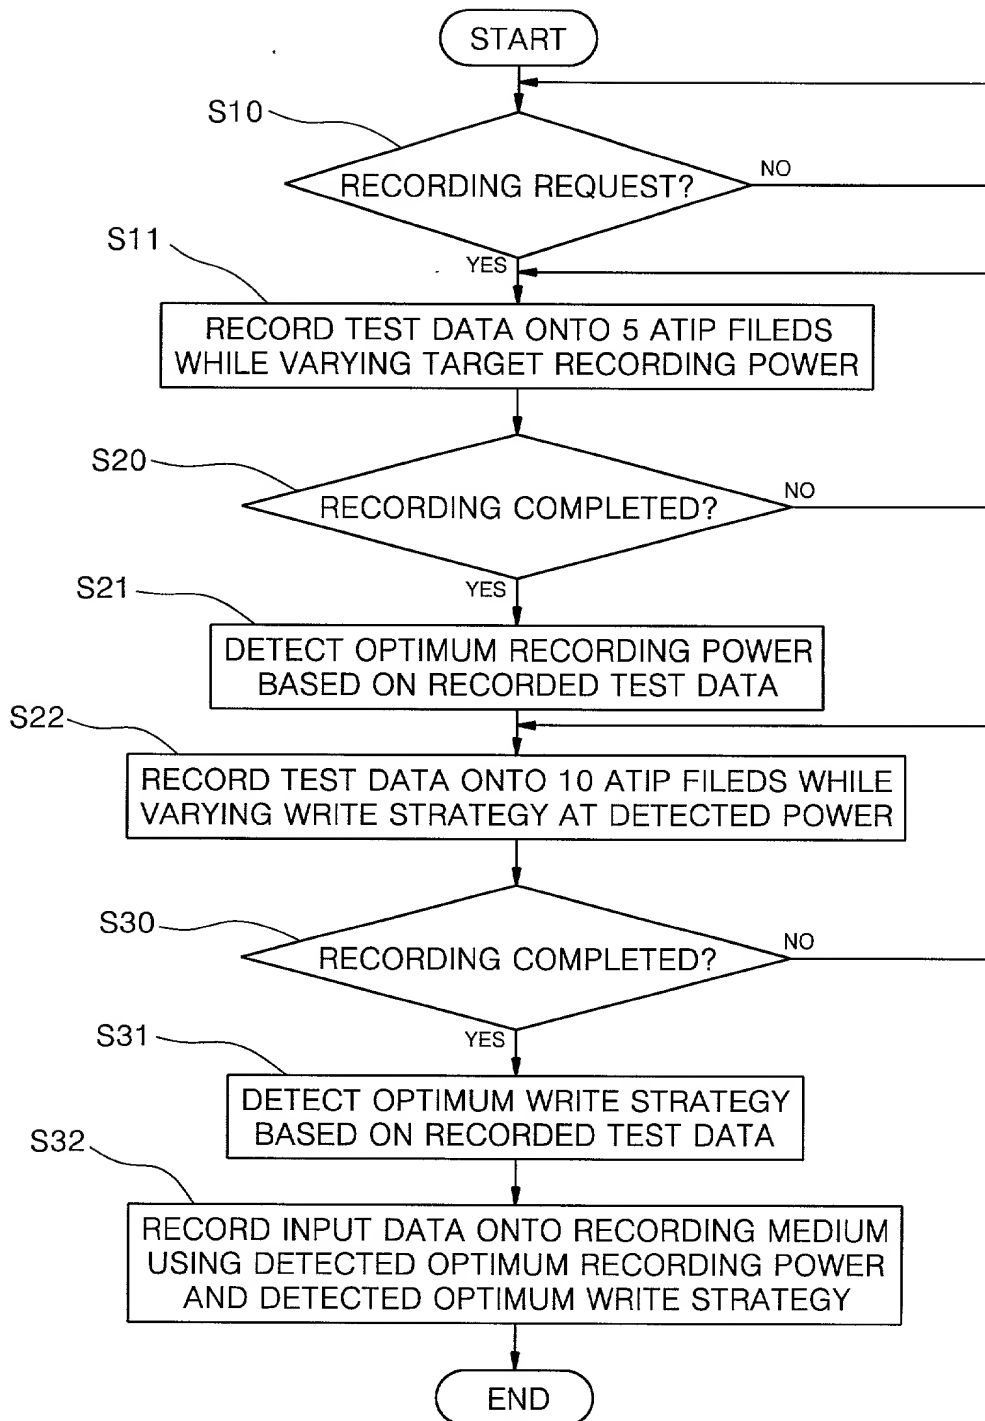 START
S10
RECORDING REQUEST?
NO
YES
S11
RECORD TEST DATA ONTO 5 ATIP FILEDS
WHILE VARYING TARGET RECORDING POWER
S20
RECORDING COMPLETED?
NO
YES
S21
DETECT OPTIMUM RECORDING POWER
BASED ON RECORDED TEST DATA
S22
RECORD TEST DATA ONTO 10 ATIP FILEDS WHILE
VARYING WRITE STRATEGY AT DETECTED POWER
S30
RECORDING COMPLETED?
NO
YES
S31
DETECT OPTIMUM WRITE STRATEGY
BASED ON RECORDED TEST DATA
S32
RECORD INPUT DATA ONTO RECORDING MEDIUM
USING DETECTED OPTIMUM RECORDING POWER
AND DETECTED OPTIMUM WRITE STRATEGY
END